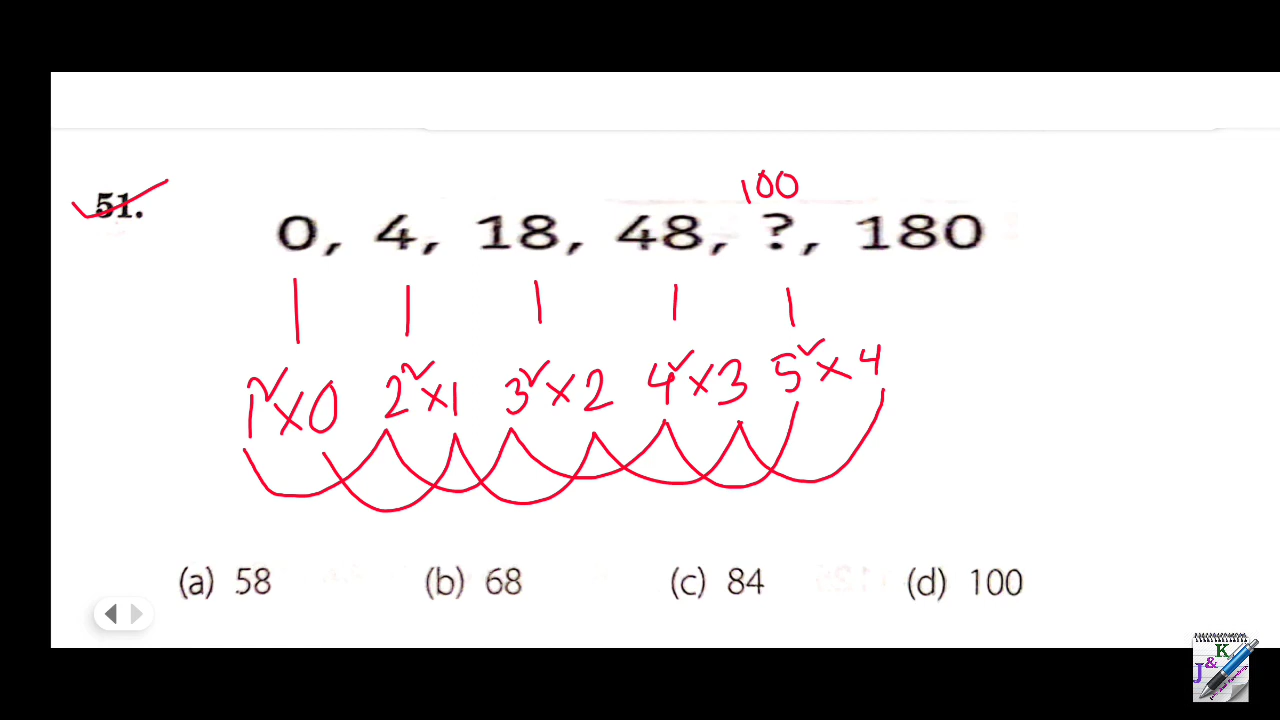 100
51.
0, 4, 18, 48, ?, 180
1²×0 2²×1 3²×2 4²×3 5²×4
(a) 58 (b) 68 (c) 84 (d) 100
J&K